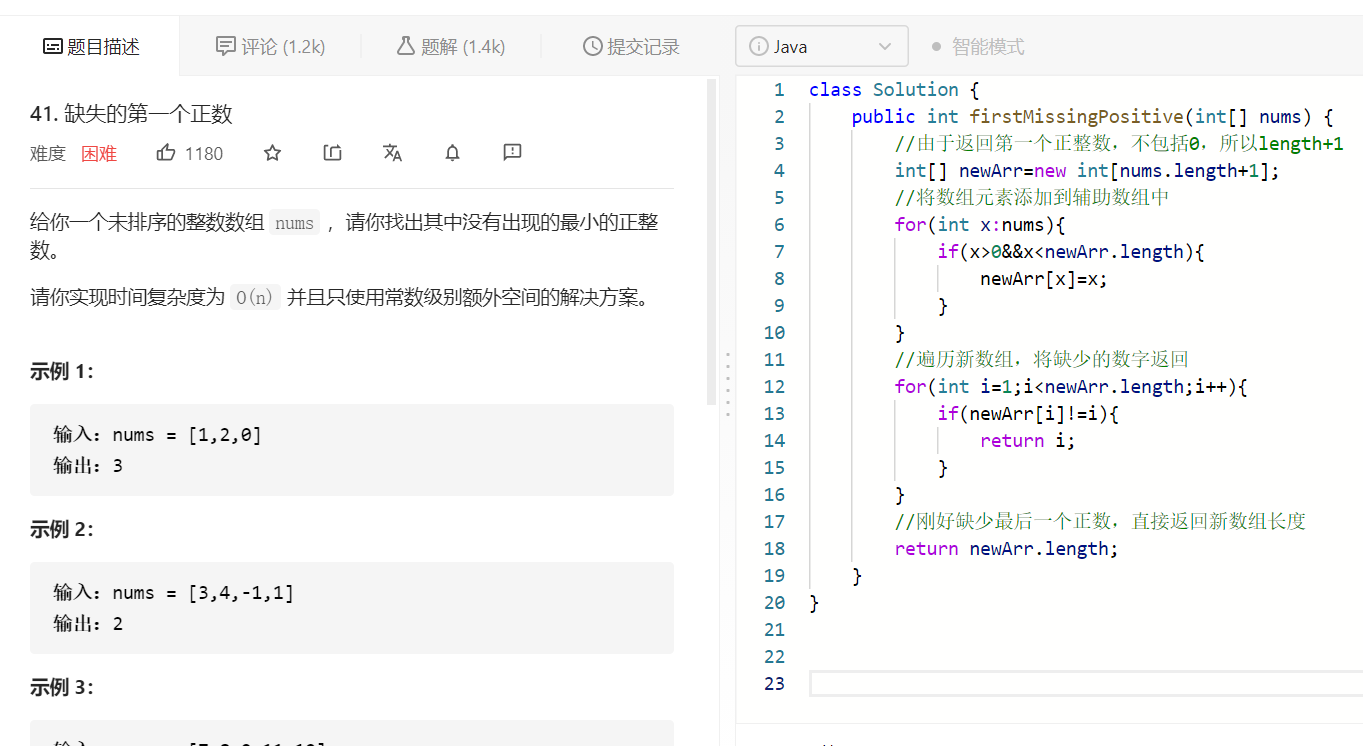 题目描述
评论 (1.2k)
题解 (1.4k)
提交记录
Java
智能模式
41. 缺失的第一个正数
难度 困难 1180
给你一个未排序的整数数组 nums ，请你找出其中没有出现的最小的正整
数。
请你实现时间复杂度为 O(n) 并且只使用常数级别额外空间的解决方案。
示例 1：
输入：nums = [1,2,0]
输出：3
示例 2：
输入：nums = [3,4,-1,1]
输出：2
示例 3：
1 class Solution {
2 public int firstMissingPositive(int[] nums) {
3 //由于返回第一个正整数，不包括0，所以length+1
4 int[] newArr=new int[nums.length+1];
5 //将数组元素添加到辅助数组中
6 for(int x:nums){
7 if(x>0&&x<newArr.length){
8 newArr[x]=x;
9 }
10 }
11 //遍历新数组，将缺少的数字返回
12 for(int i=1;i<newArr.length;i++){
13 if(newArr[i]!=i){
14 return i;
15 }
16 }
17 //刚好缺少最后一个正数，直接返回新数组长度
18 return newArr.length;
19 }
20 }
21
22
23